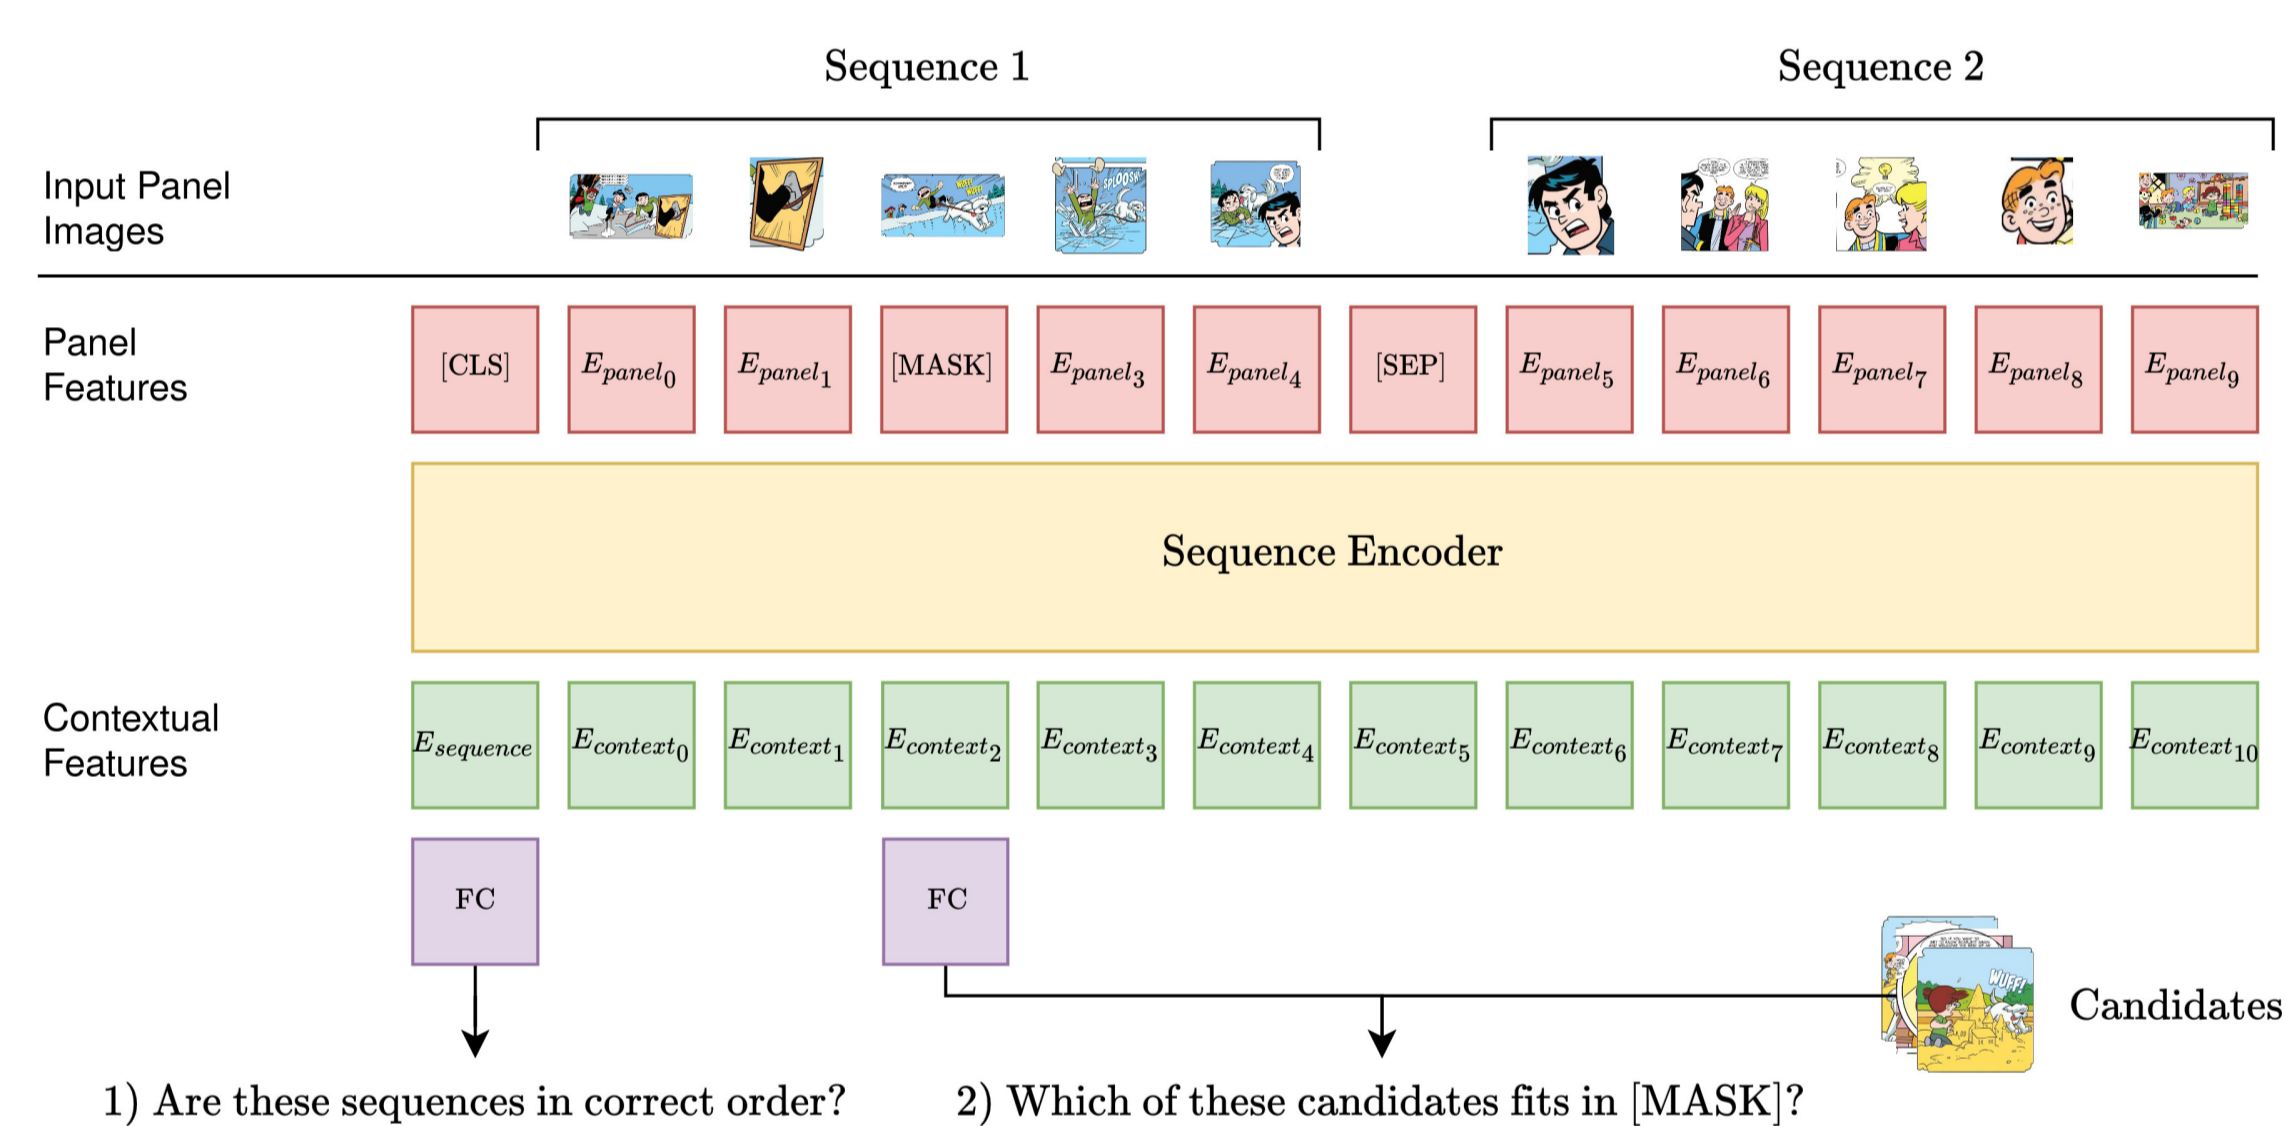 Sequence 1
Sequence 2
Input Panel
Images
SPLOOSH!
Panel
Features
[CLS]
E_panel_0
E_panel_1
[MASK]
E_panel_3
E_panel_4
[SEP]
E_panel_5
E_panel_6
E_panel_7
E_panel_8
E_panel_9
Sequence Encoder
Contextual
Features
E_sequence
E_context_0
E_context_1
E_context_2
E_context_3
E_context_4
E_context_5
E_context_6
E_context_7
E_context_8
E_context_9
E_context_10
FC
FC
WUFF!
Candidates
1) Are these sequences in correct order?
2) Which of these candidates fits in [MASK]?